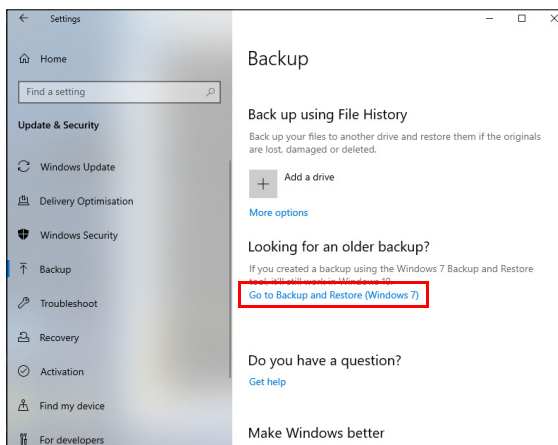 Settings
Home
Find a setting
Update & Security
Windows Update
Delivery Optimisation
Windows Security
Backup
Troubleshoot
Recovery
Activation
Find my device
For developers
Backup
Back up using File History
Back up your files to another drive and restore them if the originals
are lost, damaged or deleted.
Add a drive
More options
Looking for an older backup?
If you created a backup using the Windows 7 Backup and Restore
tool, it'll still work in Windows 10.
Go to Backup and Restore (Windows 7)
Do you have a question?
Get help
Make Windows better